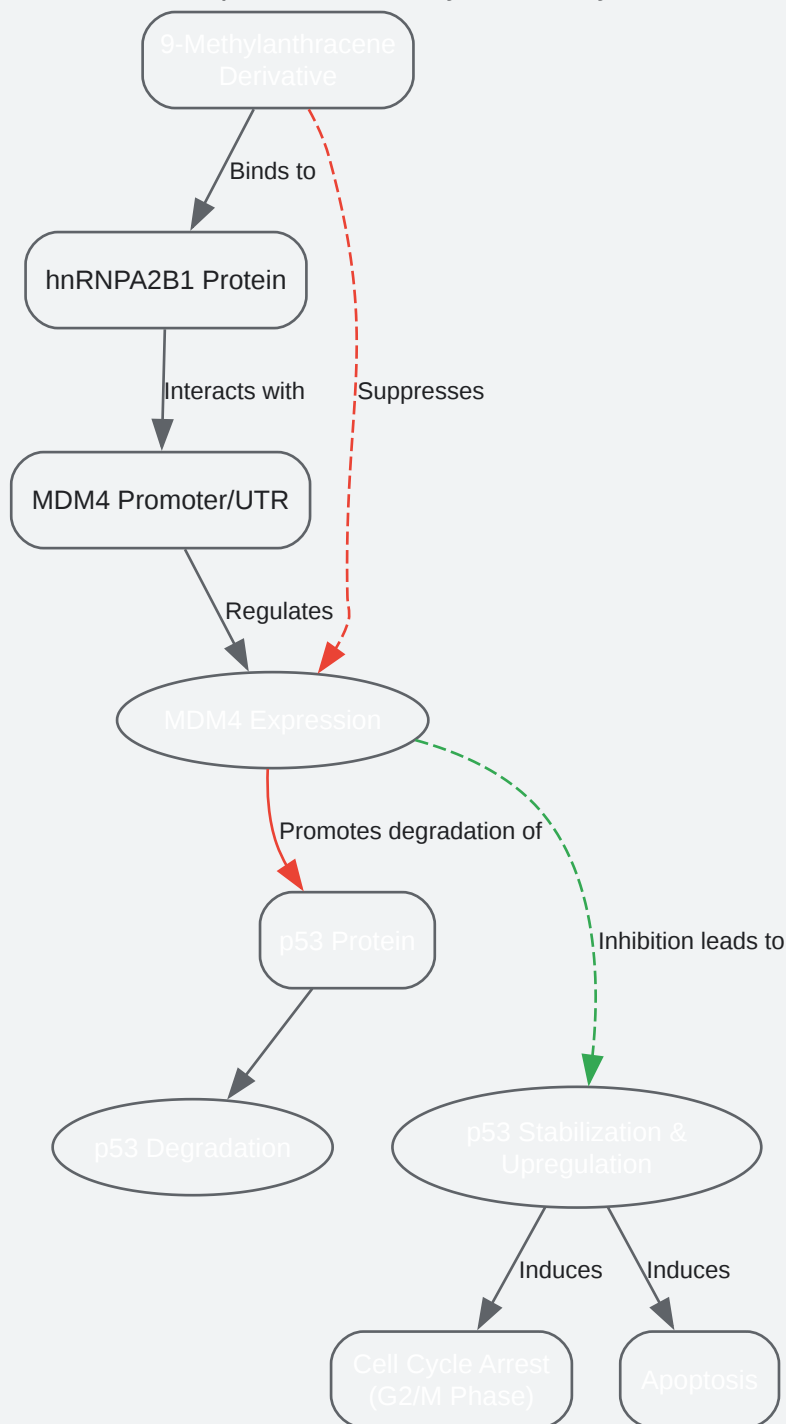 9-Methylanthracene
Derivative
Binds to
hnRNPA2B1 Protein
Interacts with
Suppresses
MDM4 Promoter/UTR
Regulates
MDM4 Expression
Promotes degradation of
p53 Protein
Inhibition leads to
p53 Degradation
p53 Stabilization &
Upregulation
Induces
Induces
Cell Cycle Arrest
(G2/M Phase)
Apoptosis